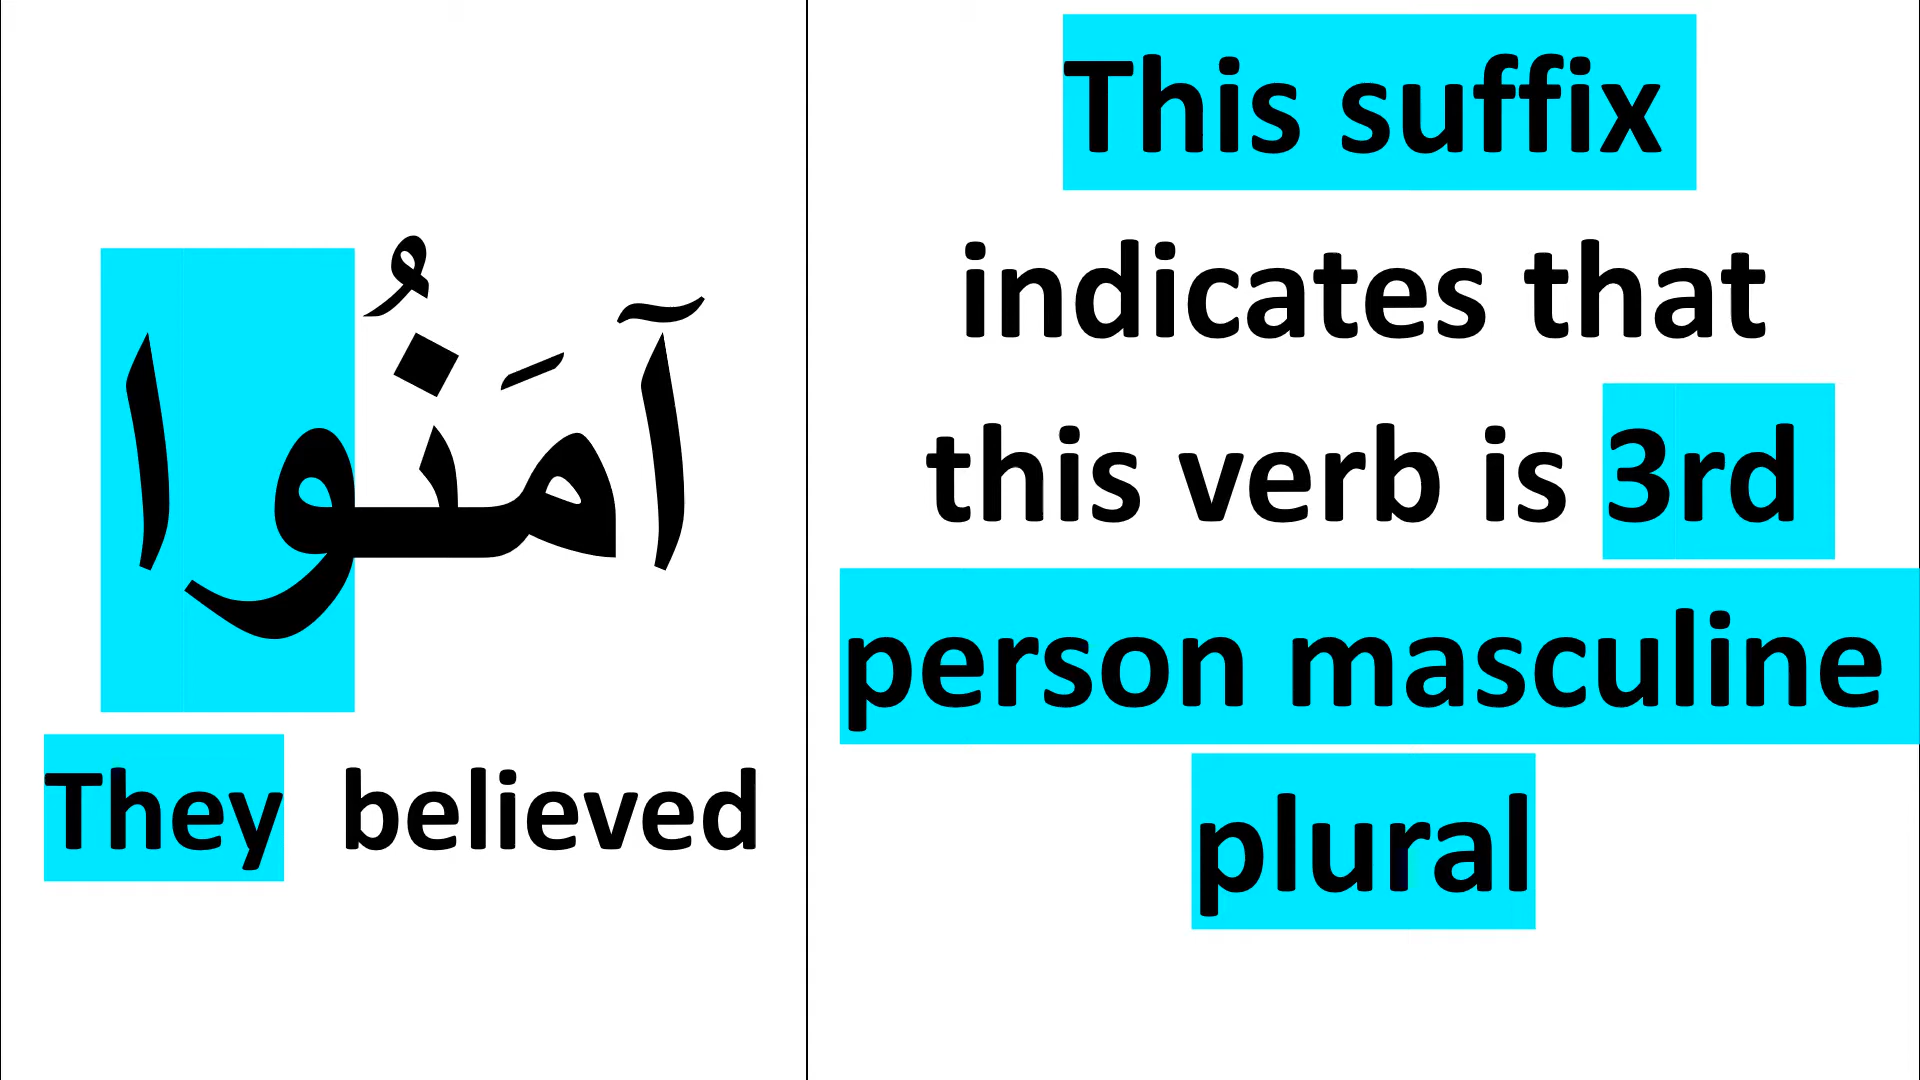 آمَنُوا
They believed
This suffix
indicates that
this verb is 3rd
person masculine
plural